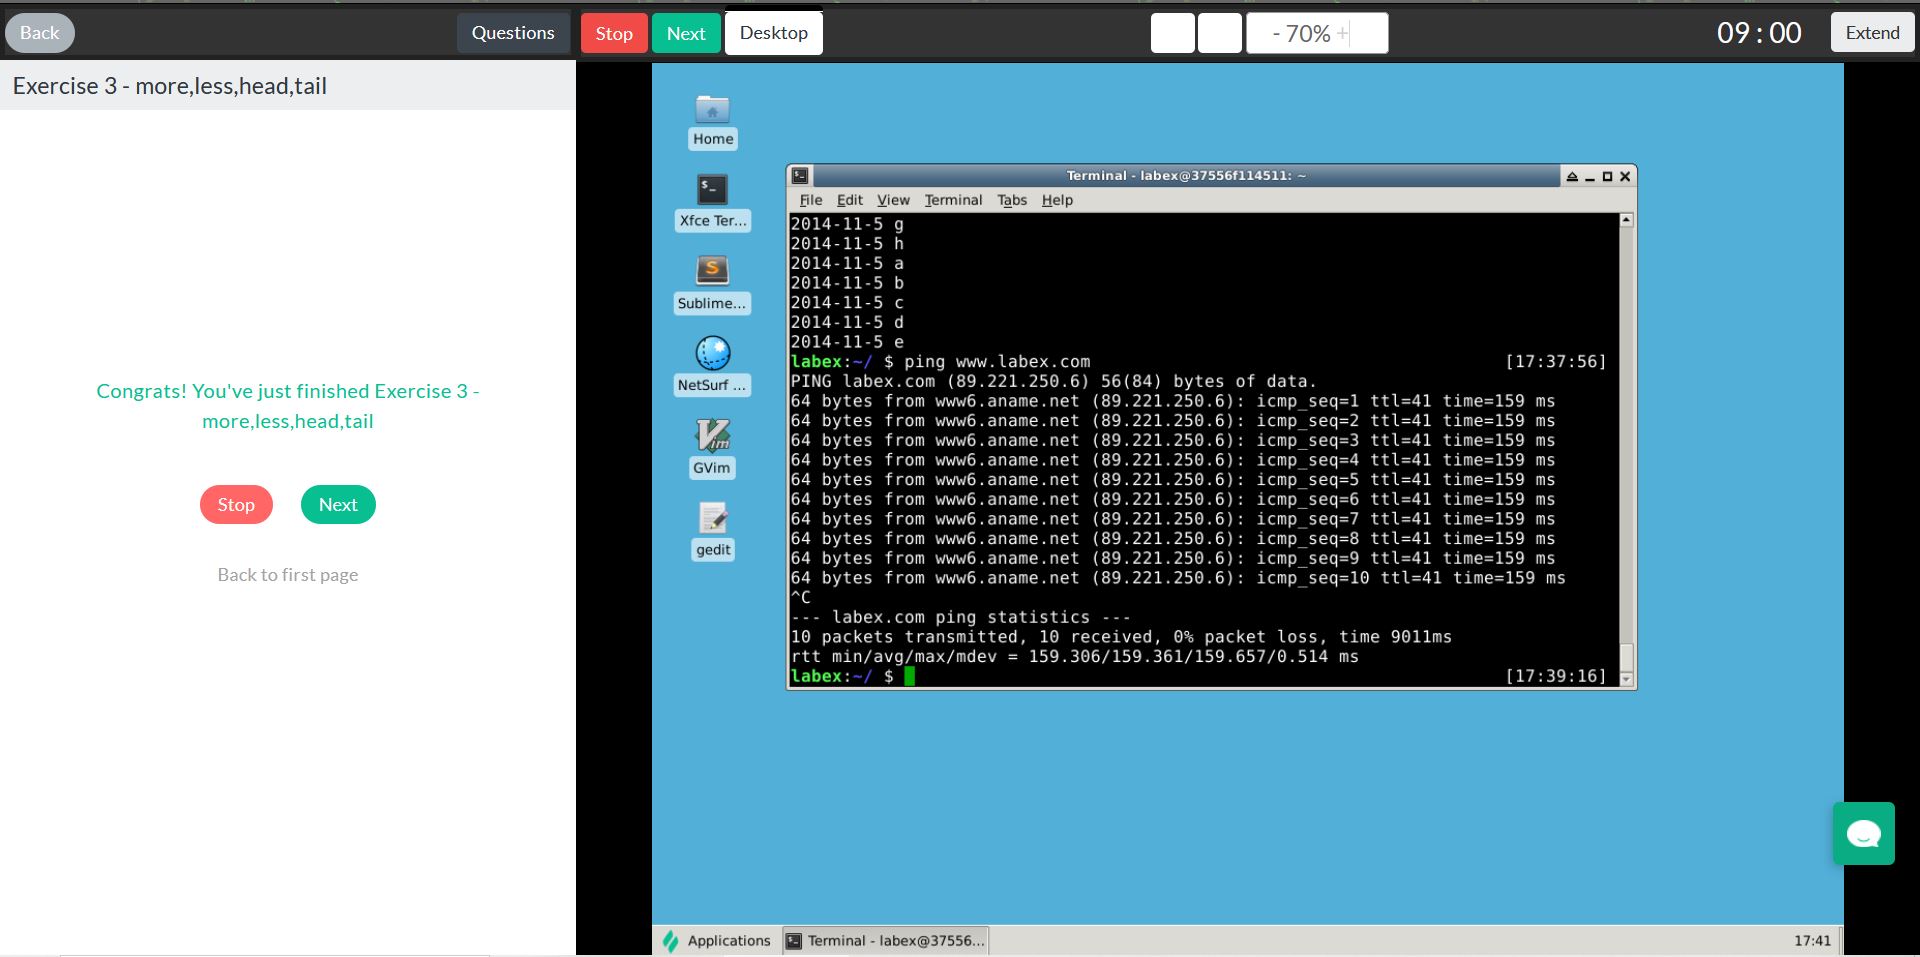 Back
Questions
Stop
Next
Desktop
- 70% +
09 : 00
Extend
Exercise 3 - more,less,head,tail
Congrats! You've just finished Exercise 3 -
more,less,head,tail
Stop
Next
Back to first page
Home
Xfce Ter...
Sublime...
NetSurf ...
GVim
gedit
Terminal - labex@37556f114511: ~
File Edit View Terminal Tabs Help
2014-11-5 g
2014-11-5 h
2014-11-5 a
2014-11-5 b
2014-11-5 c
2014-11-5 d
2014-11-5 e
labex:~/ $ ping www.labex.com [17:37:56]
PING labex.com (89.221.250.6) 56(84) bytes of data.
64 bytes from www6.aname.net (89.221.250.6): icmp_seq=1 ttl=41 time=159 ms
64 bytes from www6.aname.net (89.221.250.6): icmp_seq=2 ttl=41 time=159 ms
64 bytes from www6.aname.net (89.221.250.6): icmp_seq=3 ttl=41 time=159 ms
64 bytes from www6.aname.net (89.221.250.6): icmp_seq=4 ttl=41 time=159 ms
64 bytes from www6.aname.net (89.221.250.6): icmp_seq=5 ttl=41 time=159 ms
64 bytes from www6.aname.net (89.221.250.6): icmp_seq=6 ttl=41 time=159 ms
64 bytes from www6.aname.net (89.221.250.6): icmp_seq=7 ttl=41 time=159 ms
64 bytes from www6.aname.net (89.221.250.6): icmp_seq=8 ttl=41 time=159 ms
64 bytes from www6.aname.net (89.221.250.6): icmp_seq=9 ttl=41 time=159 ms
64 bytes from www6.aname.net (89.221.250.6): icmp_seq=10 ttl=41 time=159 ms
^C
--- labex.com ping statistics ---
10 packets transmitted, 10 received, 0% packet loss, time 9011ms
rtt min/avg/max/mdev = 159.306/159.361/159.657/0.514 ms
labex:~/ $ [17:39:16]
Applications
Terminal - labex@37556...
17:41